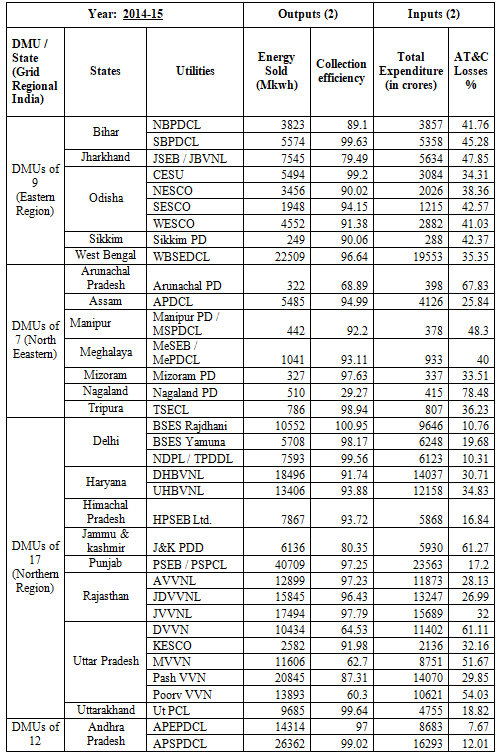 Year: 2014-15 Outputs (2) Inputs (2)
DMU / State (Grid Regional India) States Utilities Energy Sold (Mkwh) Collection efficiency Total Expenditure (in crores) AT&C Losses %
DMUs of 9 (Eastern Region) Bihar NBPDCL 3823 89.1 3857 41.76
SBPDCL 5574 99.63 5358 45.28
Jharkhand JSEB / JBVNL 7545 79.49 5634 47.85
Odisha CESU 5494 99.2 3084 34.31
NESCO 3456 90.02 2026 38.36
SESCO 1948 94.15 1215 42.57
WESCO 4552 91.38 2882 41.03
Sikkim Sikkim PD 249 90.06 288 42.37
West Bengal WBSEDCL 22509 96.64 19553 35.35
DMUs of 7 (North Eeastern) Arunachal Pradesh Arunachal PD 322 68.89 398 67.83
Assam APDCL 5485 94.99 4126 25.84
Manipur Manipur PD / MSPDCL 442 92.2 378 48.3
Meghalaya MeSEB / MePDCL 1041 93.11 933 40
Mizoram Mizoram PD 327 97.63 337 33.51
Nagaland Nagaland PD 510 29.27 415 78.48
Tripura TSECL 786 98.94 807 36.23
DMUs of 17 (Northern Region) Delhi BSES Rajdhani 10552 100.95 9646 10.76
BSES Yamuna 5708 98.17 6248 19.68
NDPL / TPDDL 7593 99.56 6123 10.31
Haryana DHBVNL 18496 91.74 14037 30.71
UHBVNL 13406 93.88 12158 34.83
Himachal Pradesh HPSEB Ltd. 7867 93.72 5868 16.84
Jammu & kashmir J&K PDD 6136 80.35 5930 61.27
Punjab PSEB / PSPCL 40709 97.25 23563 17.2
Rajasthan AVVNL 12899 97.23 11873 28.13
JDVVNL 15845 96.43 13247 26.99
JVVNL 17494 97.79 15689 32
Uttar Pradesh DVVN 10434 64.53 11402 61.11
KESCO 2582 91.98 2136 32.16
MVVN 11606 62.7 8751 51.67
Pash VVN 20845 87.31 14070 29.85
Poorv VVN 13893 60.3 10621 54.03
Uttarakhand Ut PCL 9685 99.64 4755 18.82
DMUs of 12 Andhra Pradesh APEPDCL 14314 97 8683 7.67
APSPDCL 26362 99.02 16293 12.01